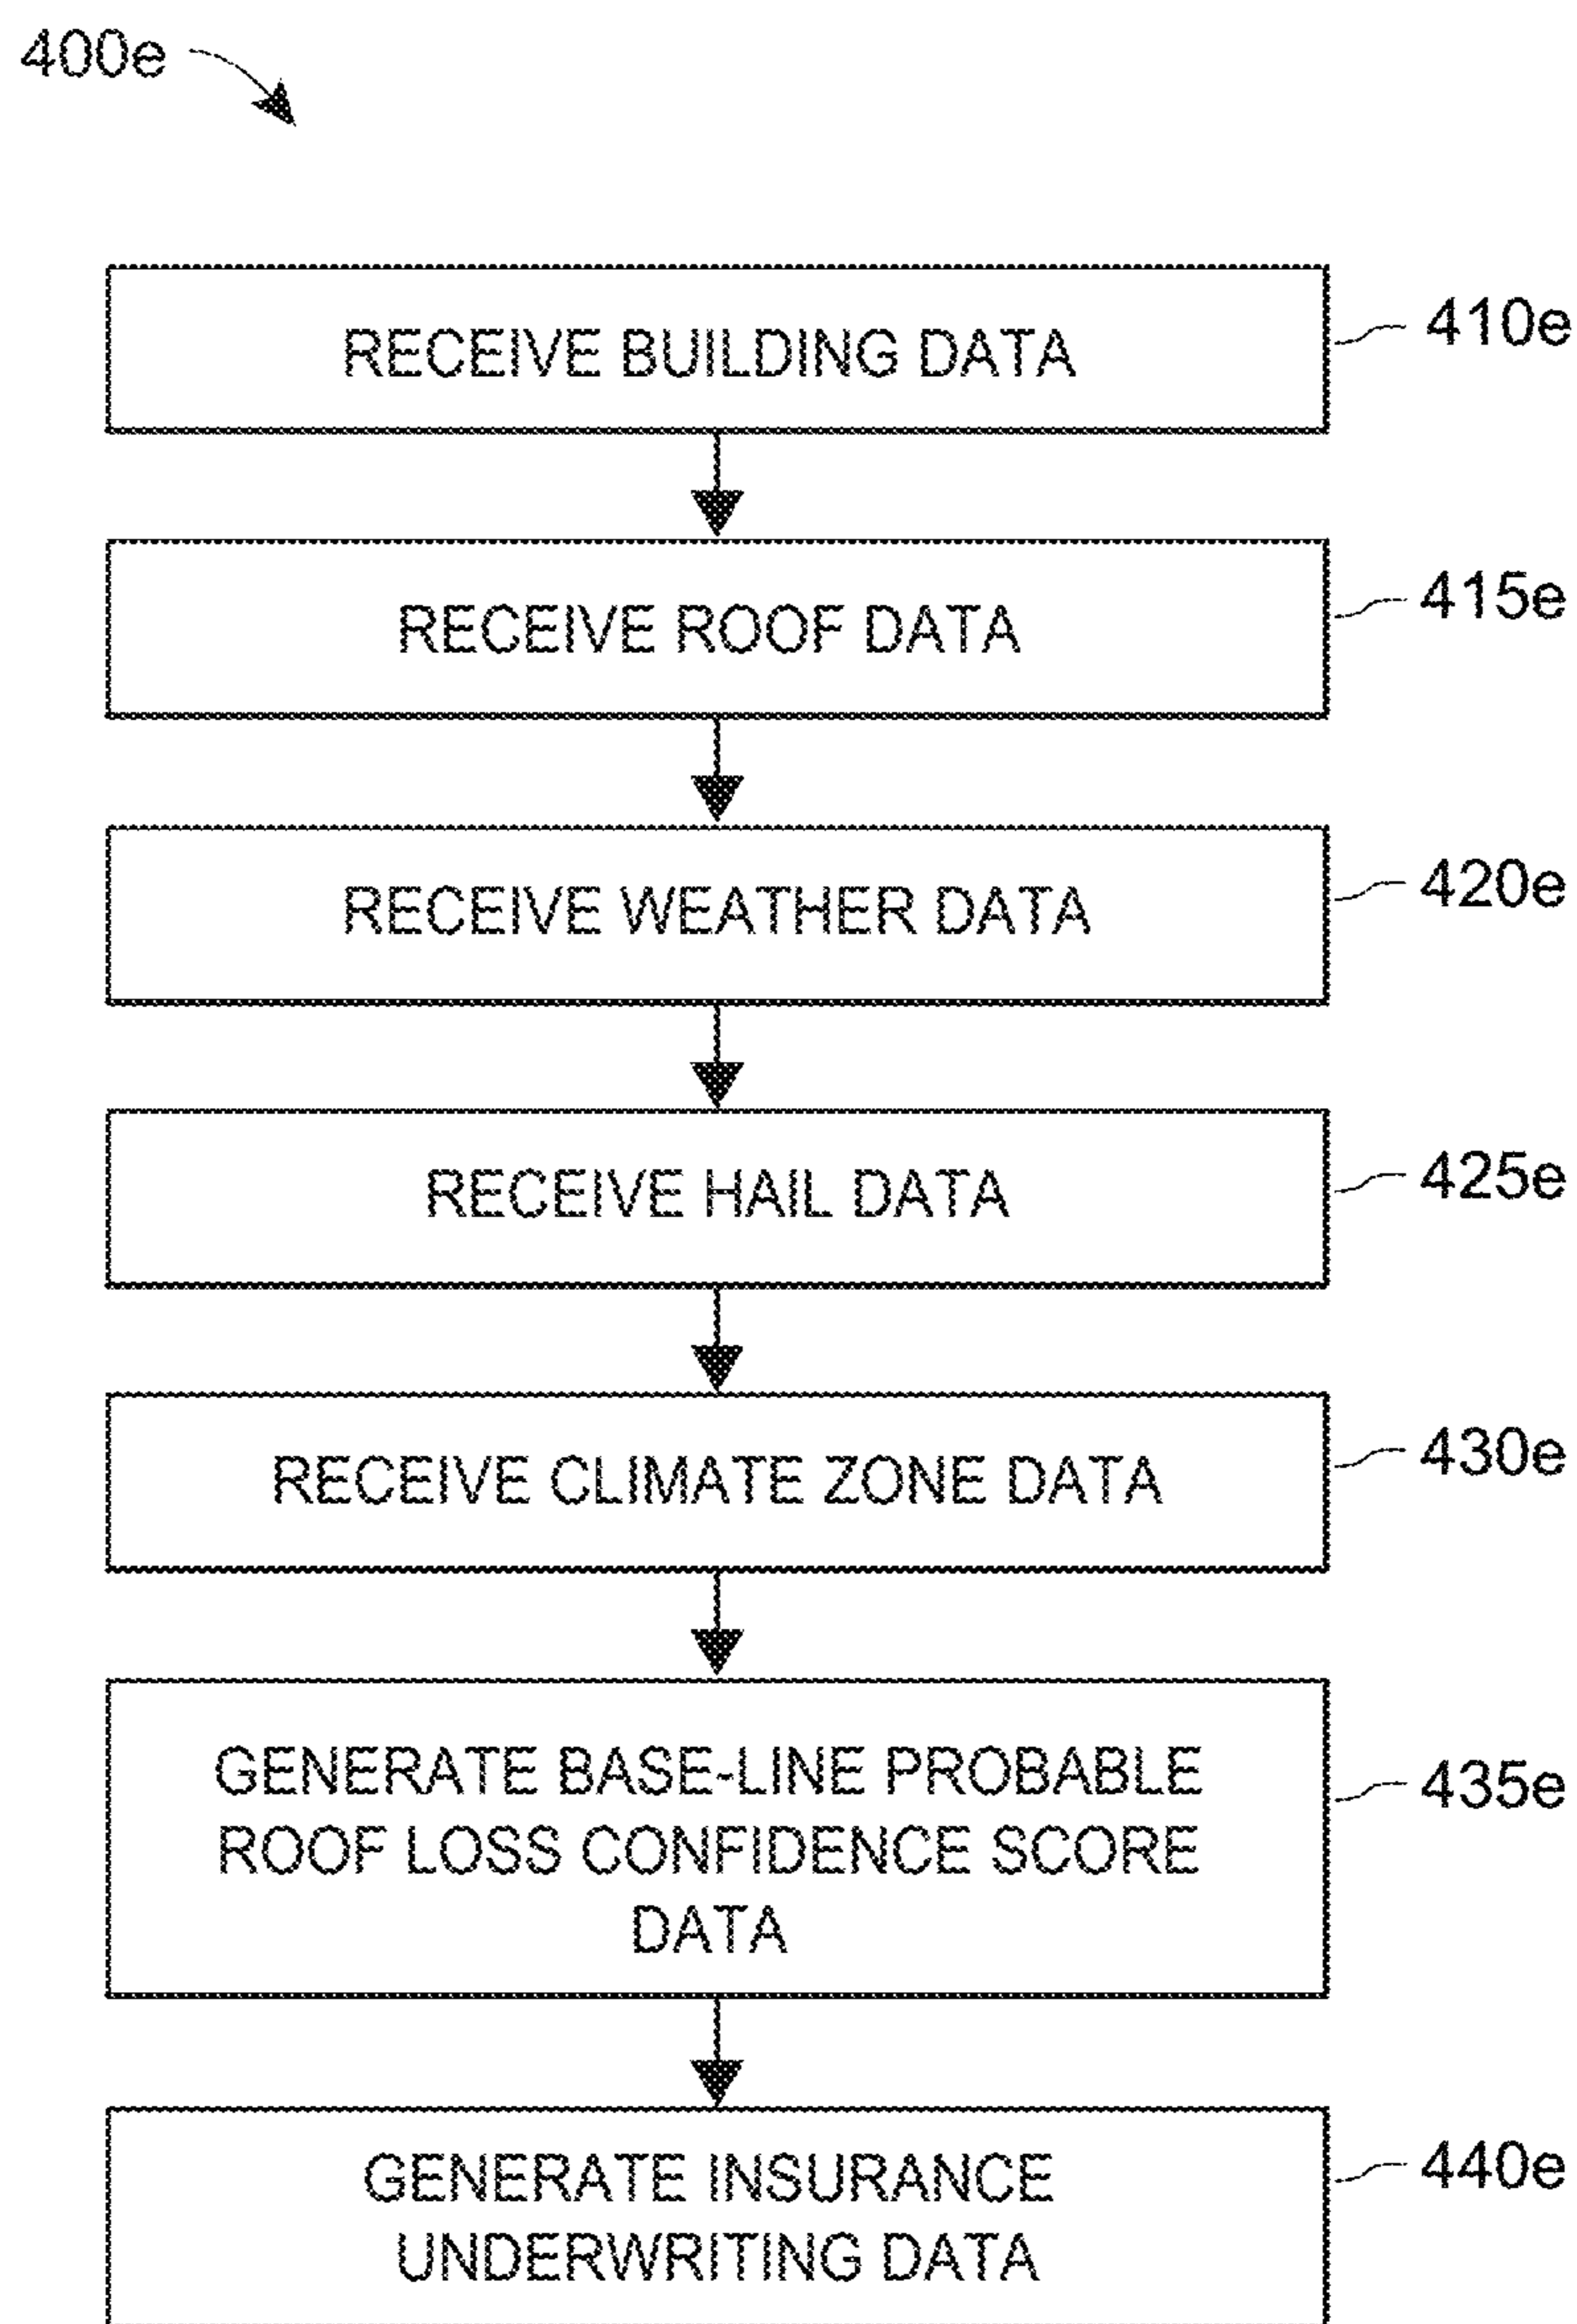 400e
RECEIVE BUILDING DATA
410e
RECEIVE ROOF DATA
415e
RECEIVE WEATHER DATA
420e
RECEIVE HAIL DATA
425e
RECEIVE CLIMATE ZONE DATA
430e
GENERATE BASE-LINE PROBABLE
ROOF LOSS CONFIDENCE SCORE
DATA
435e
GENERATE INSURANCE
UNDERWRITING DATA
440e